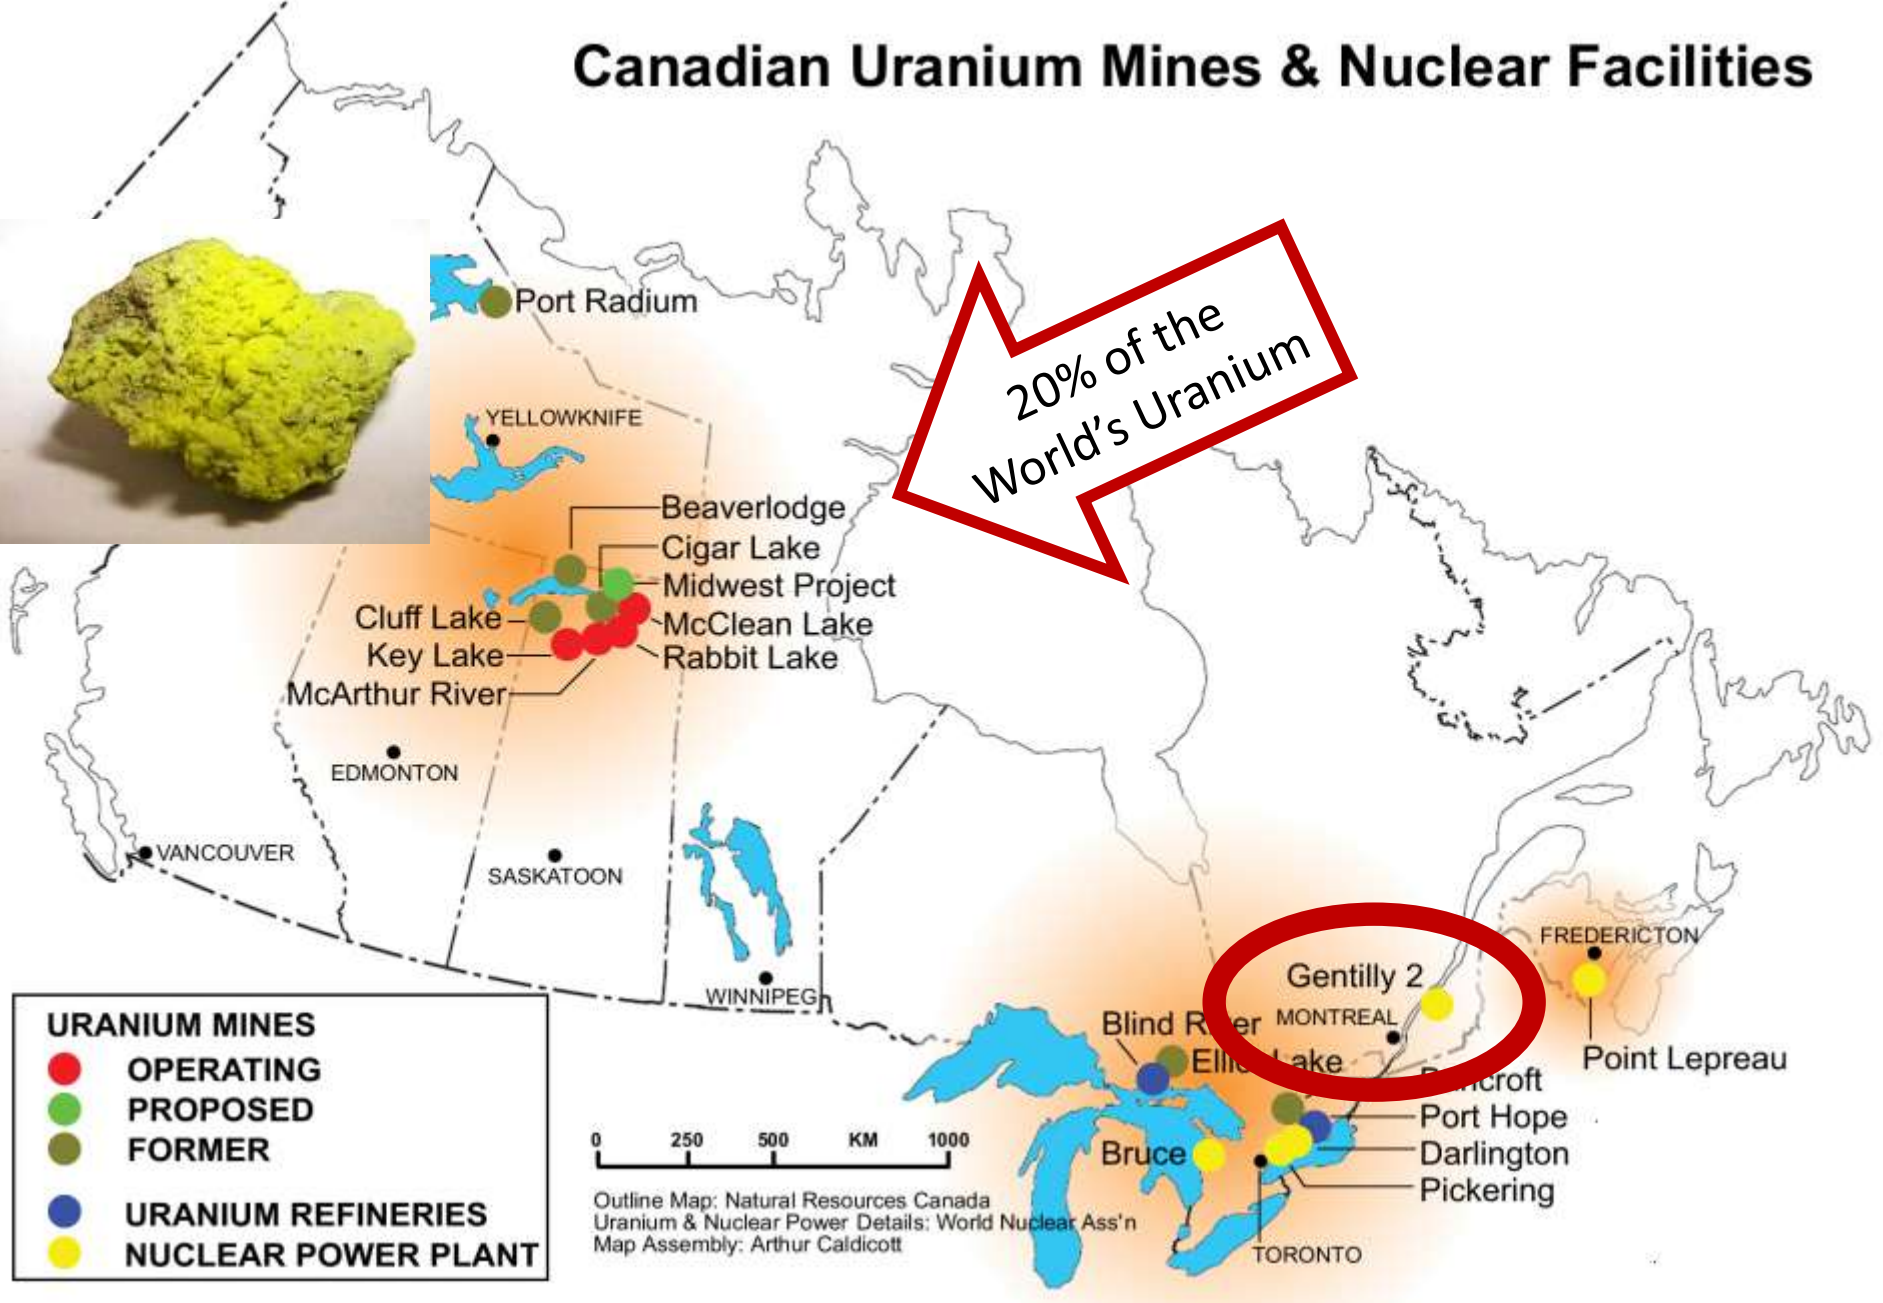 Canadian Uranium Mines & Nuclear Facilities
Port Radium
20% of the
World's Uranium
YELLOWKNIFE
Beaverlodge
Cigar Lake
Midwest Project
Cluff Lake
McClean Lake
Key Lake
Rabbit Lake
McArthur River
EDMONTON
VANCOUVER
SASKATOON
WINNIPEG
FREDERICTON
Gentilly 2
MONTREAL
Blind River
Point Lepreau
Lake
Port Hope
Bruce
Darlington
Pickering
TORONTO
URANIUM MINES
OPERATING
PROPOSED
FORMER
URANIUM REFINERIES
NUCLEAR POWER PLANT
0 250 500 KM 1000
Outline Map: Natural Resources Canada
Uranium & Nuclear Power Details: World Nuclear Ass'n
Map Assembly: Arthur Caldicott